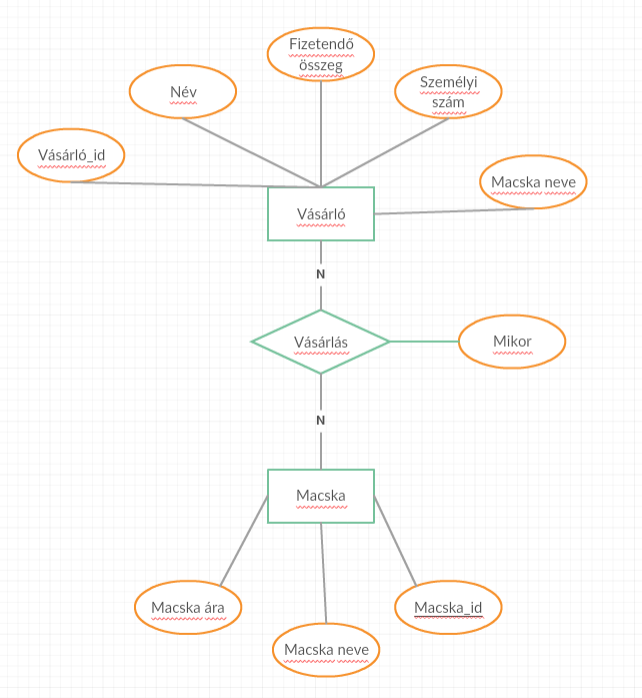 Fizetendő
összeg
Név
Személyi
szám
Vásárló_id
Macska neve
Vásárló
N
Vásárlás
Mikor
N
Macska
Macska ára
Macska_id
Macska neve